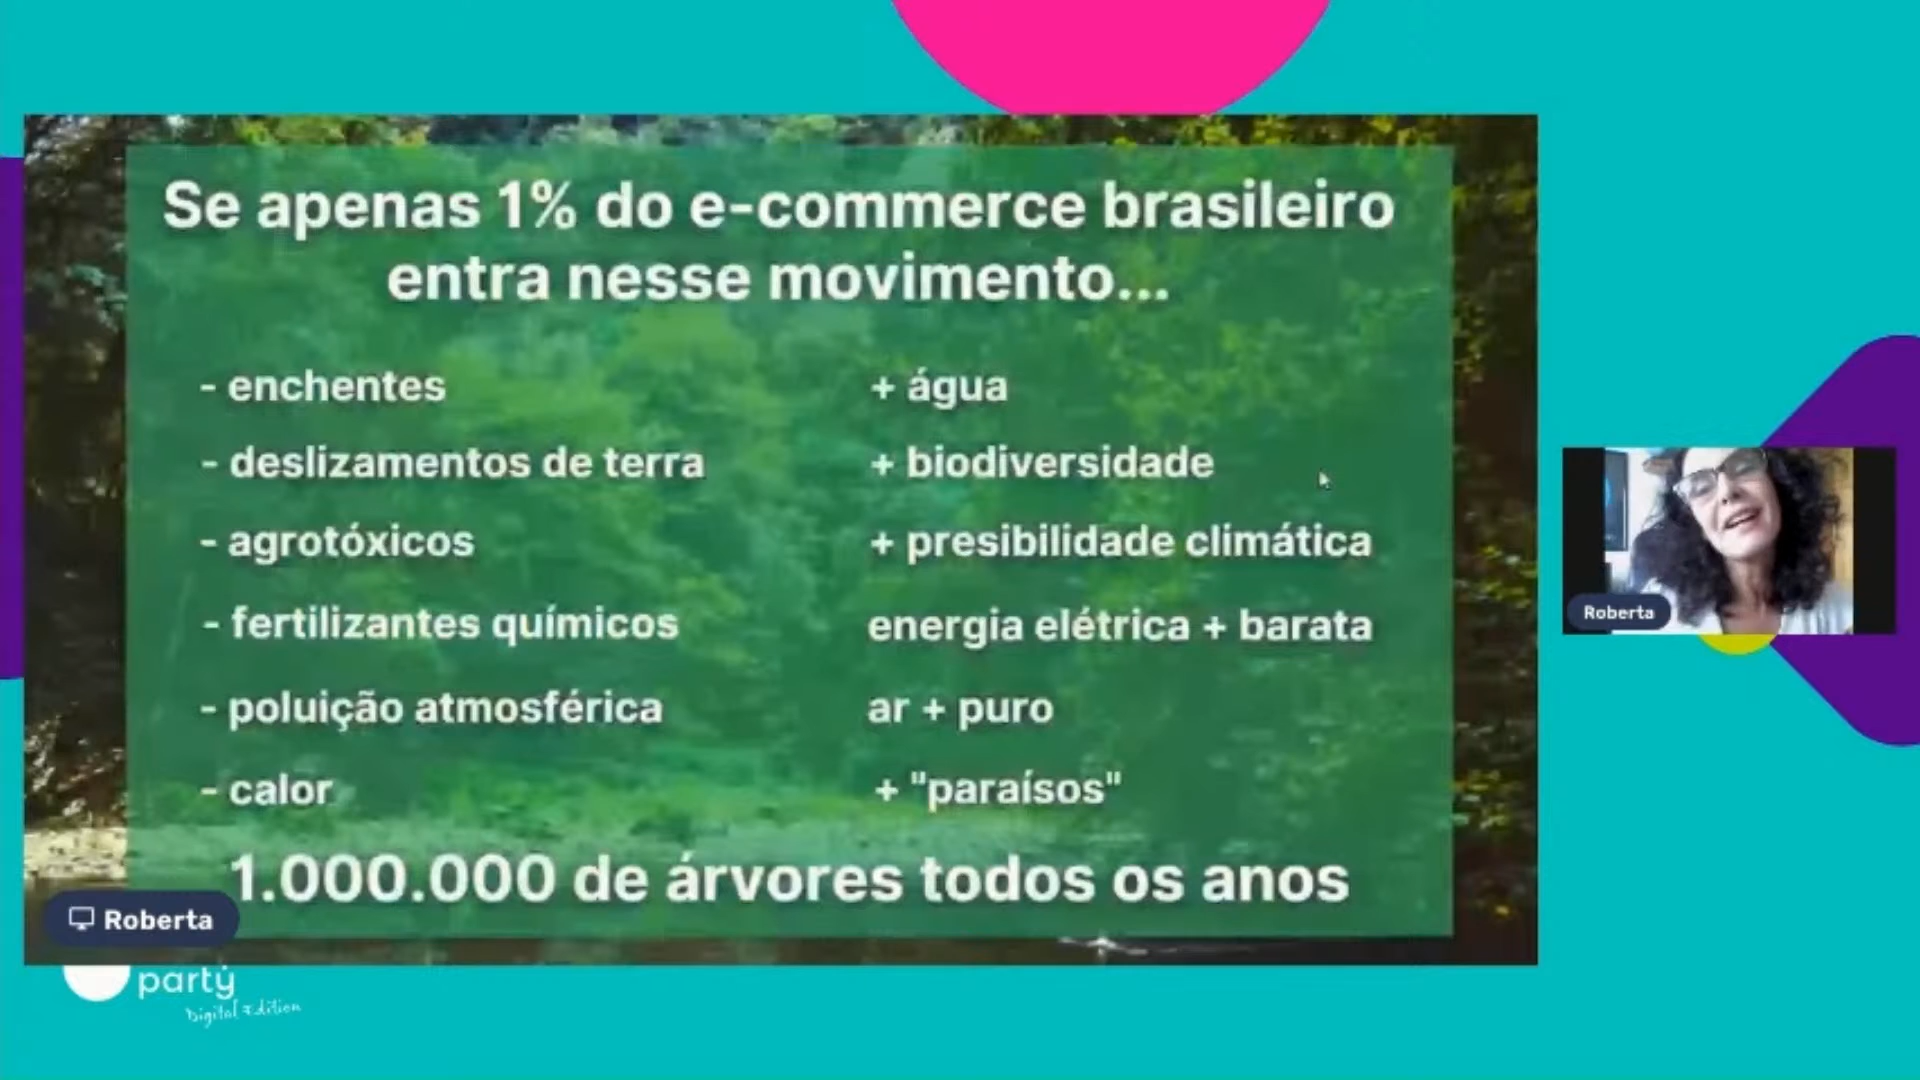 Se apenas 1% do e-commerce brasileiro
entra nesse movimento...
- enchentes
- deslizamentos de terra
- agrotóxicos
- fertilizantes químicos
- poluição atmosférica
- calor
+ água
+ biodiversidade
+ presibilidade climática
energia elétrica + barata
ar + puro
+ "paraísos"
1.000.000 de árvores todos os anos
Roberta
Roberta
party
Digital Edition